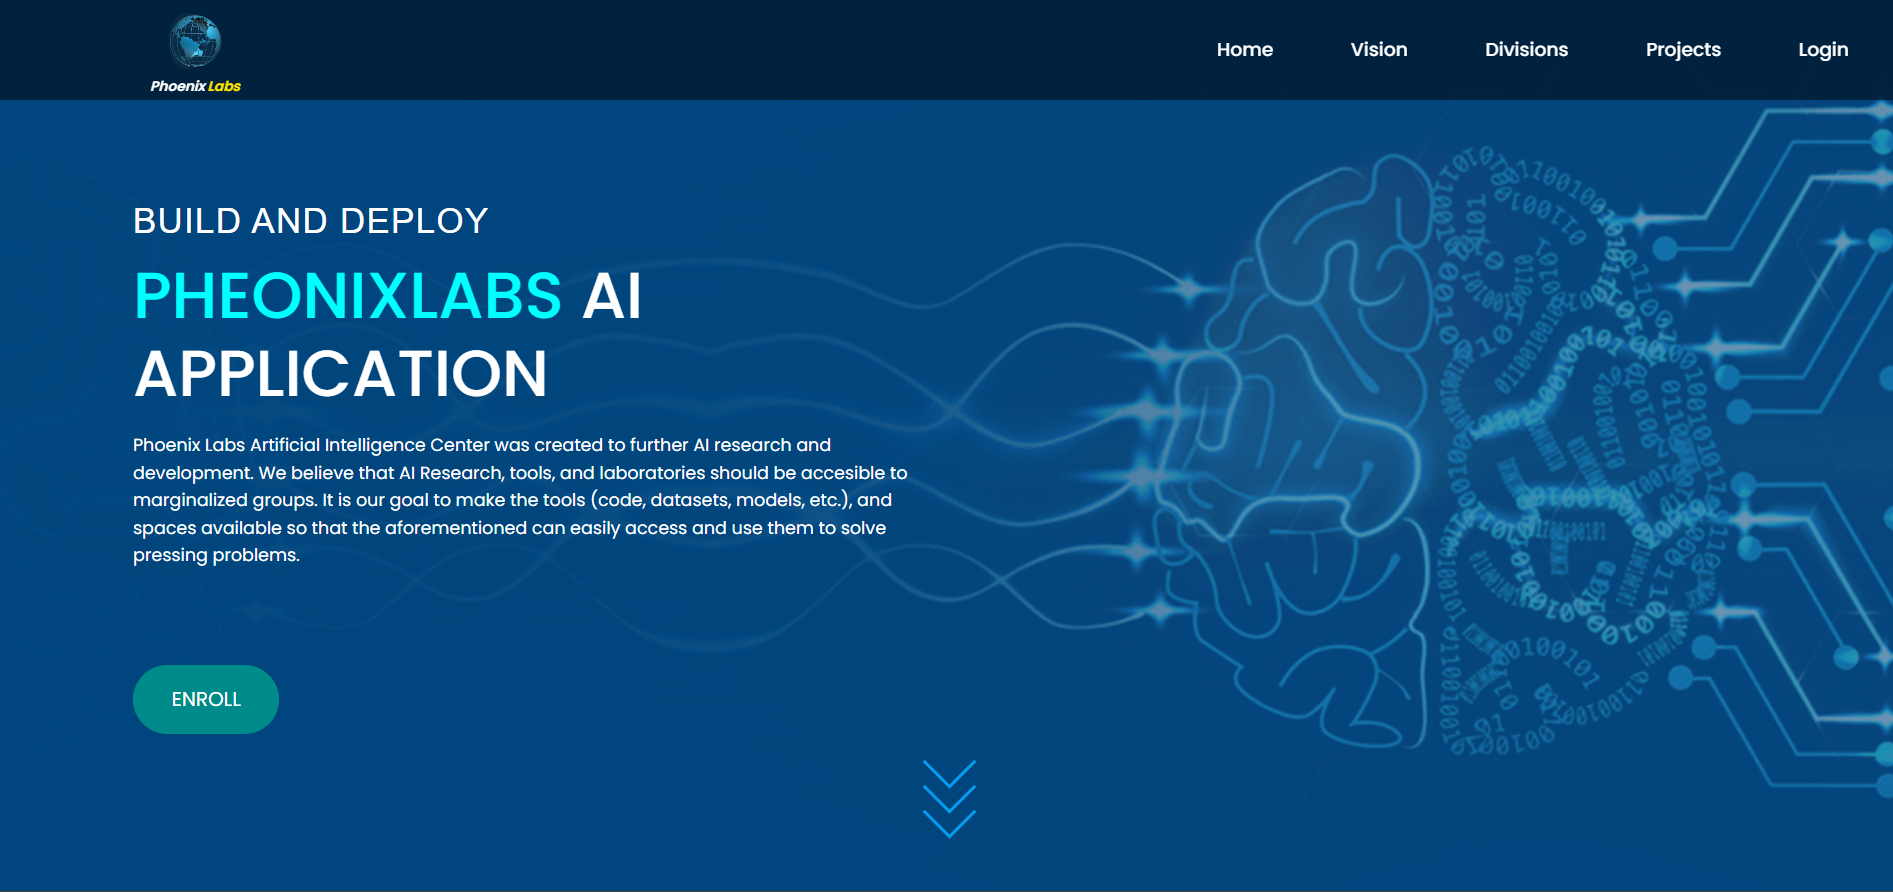 Phoenix Labs
Home Vision Divisions Projects Login
BUILD AND DEPLOY
PHEONIXLABS AI
APPLICATION
Phoenix Labs Artificial Intelligence Center was created to further AI research and
development. We believe that AI Research, tools, and laboratories should be accesible to
marginalized groups. It is our goal to make the tools (code, datasets, models, etc.), and
spaces available so that the aforementioned can easily access and use them to solve
pressing problems.
ENROLL